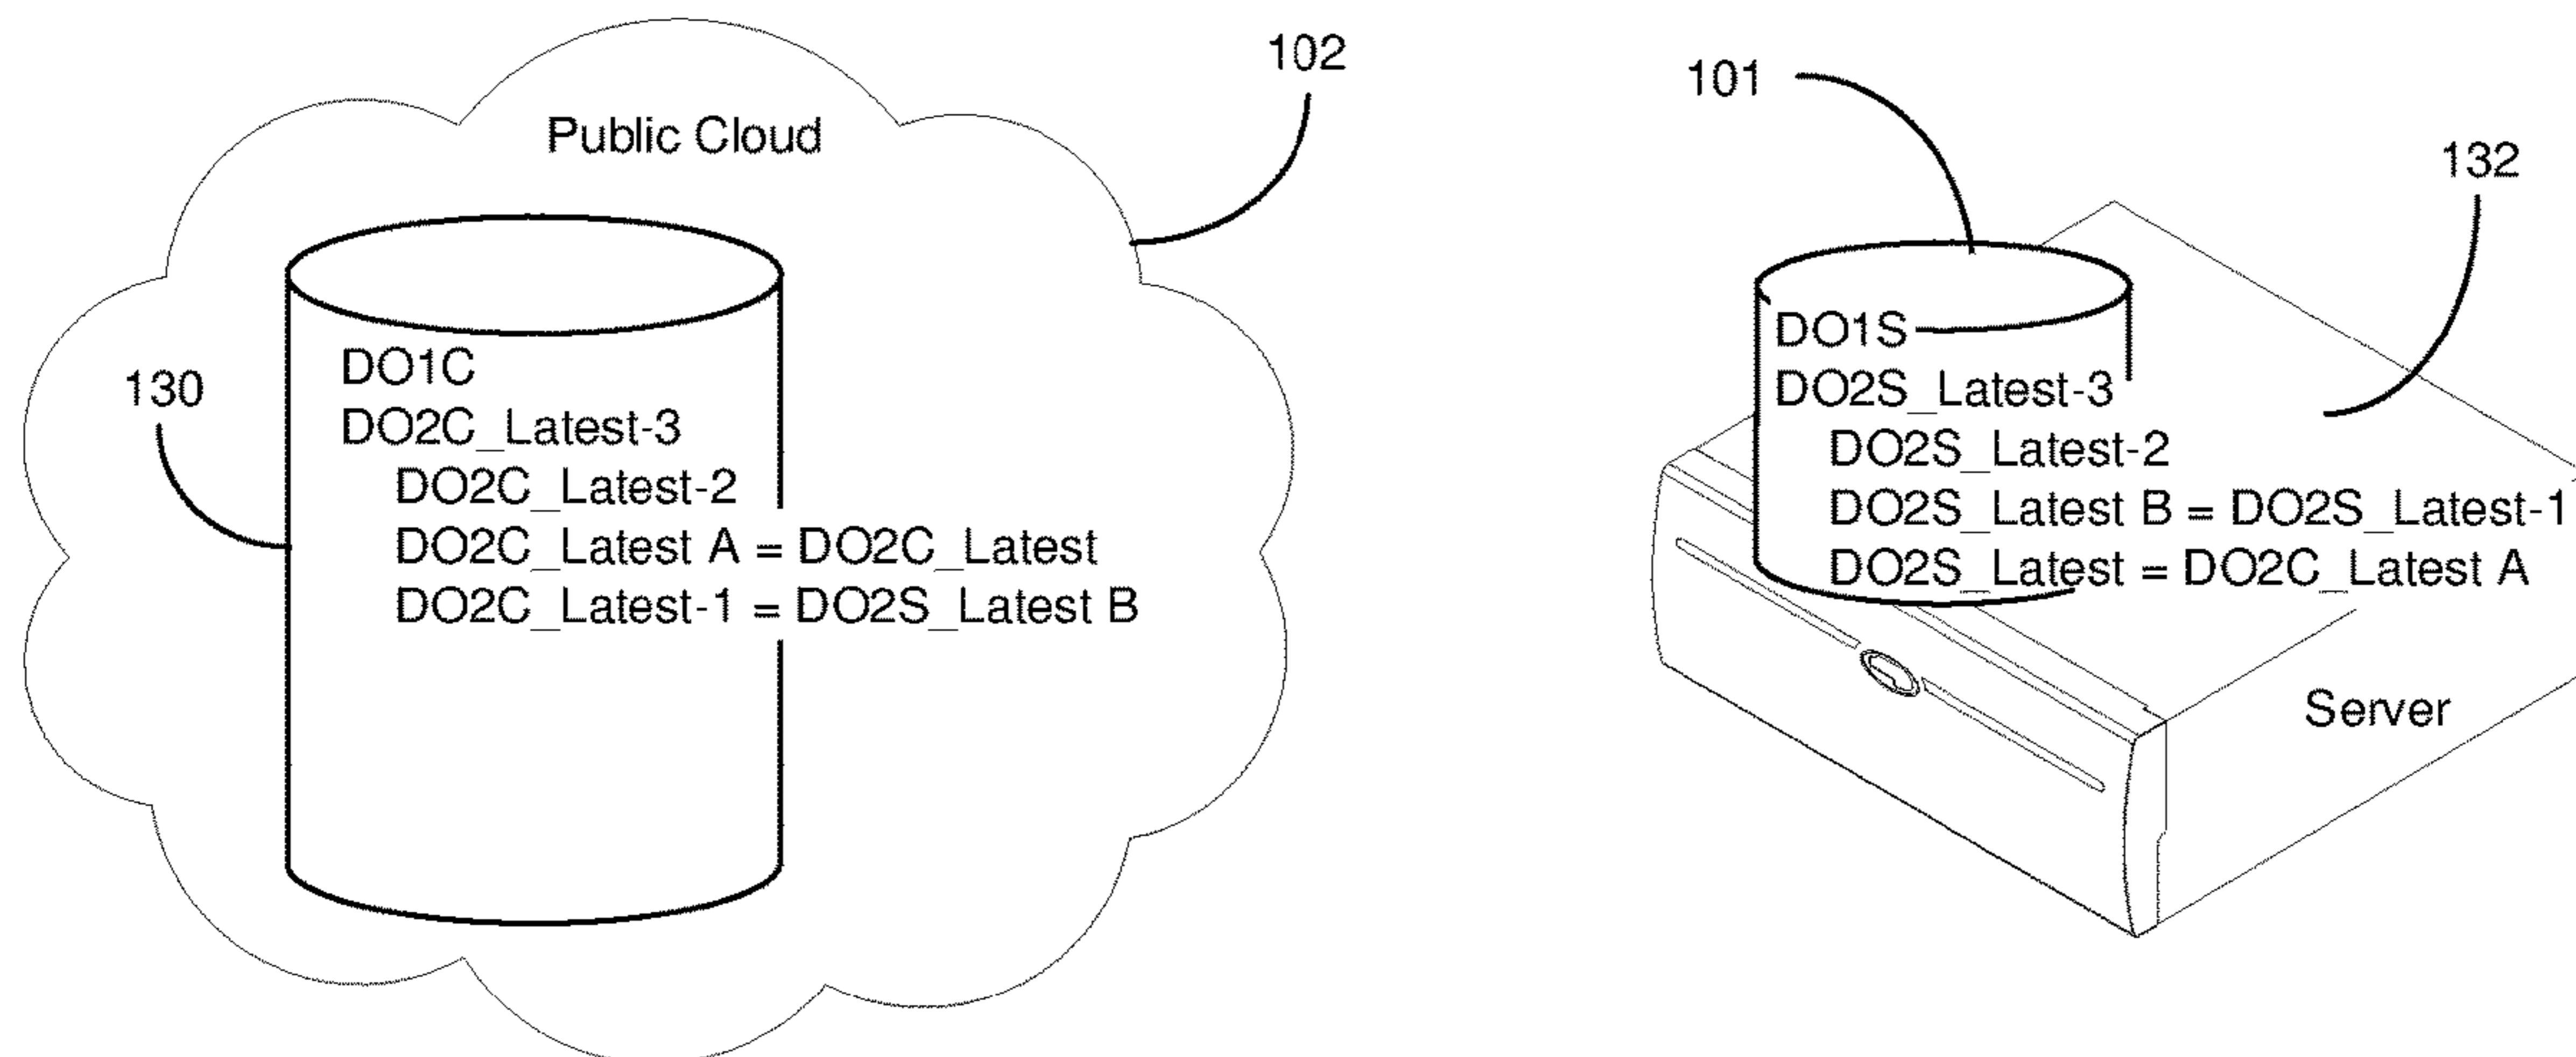 102
Public Cloud
130
DO1C
DO2C_Latest-3
DO2C_Latest-2
DO2C_Latest A = DO2C_Latest
DO2C_Latest-1 = DO2S_Latest B
101
132
DO1S
DO2S_Latest-3
DO2S_Latest-2
DO2S_Latest B = DO2S_Latest-1
DO2S_Latest = DO2C_Latest A
Server